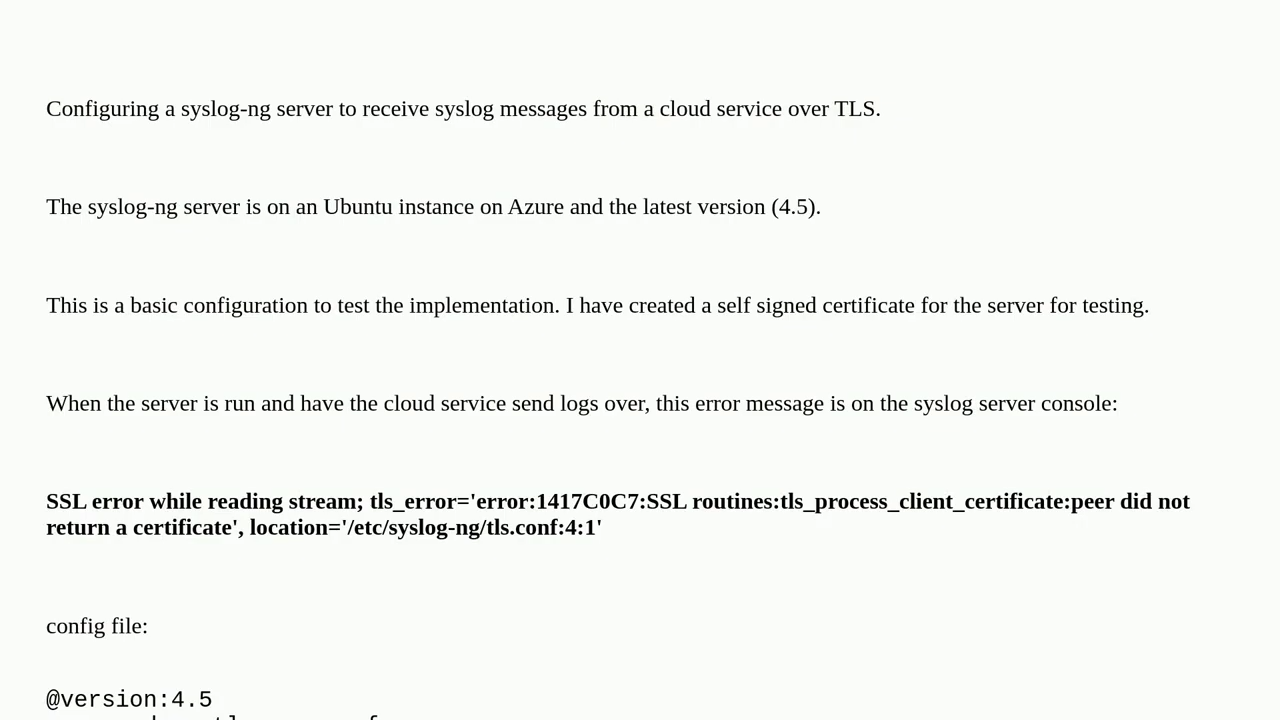 Configuring a syslog-ng server to receive syslog messages from a cloud service over TLS.
The syslog-ng server is on an Ubuntu instance on Azure and the latest version (4.5).
This is a basic configuration to test the implementation. I have created a self signed certificate for the server for testing.
When the server is run and have the cloud service send logs over, this error message is on the syslog server console:
SSL error while reading stream; tls_error='error:1417C0C7:SSL routines:tls_process_client_certificate:peer did not
return a certificate', location='/etc/syslog-ng/tls.conf:4:1'
config file:
@version:4.5